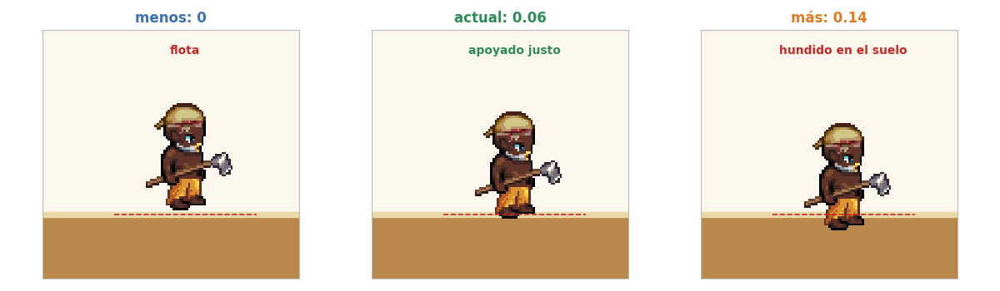 menos: 0
flota
actual: 0.06
apoyado justo
más: 0.14
hundido en el suelo